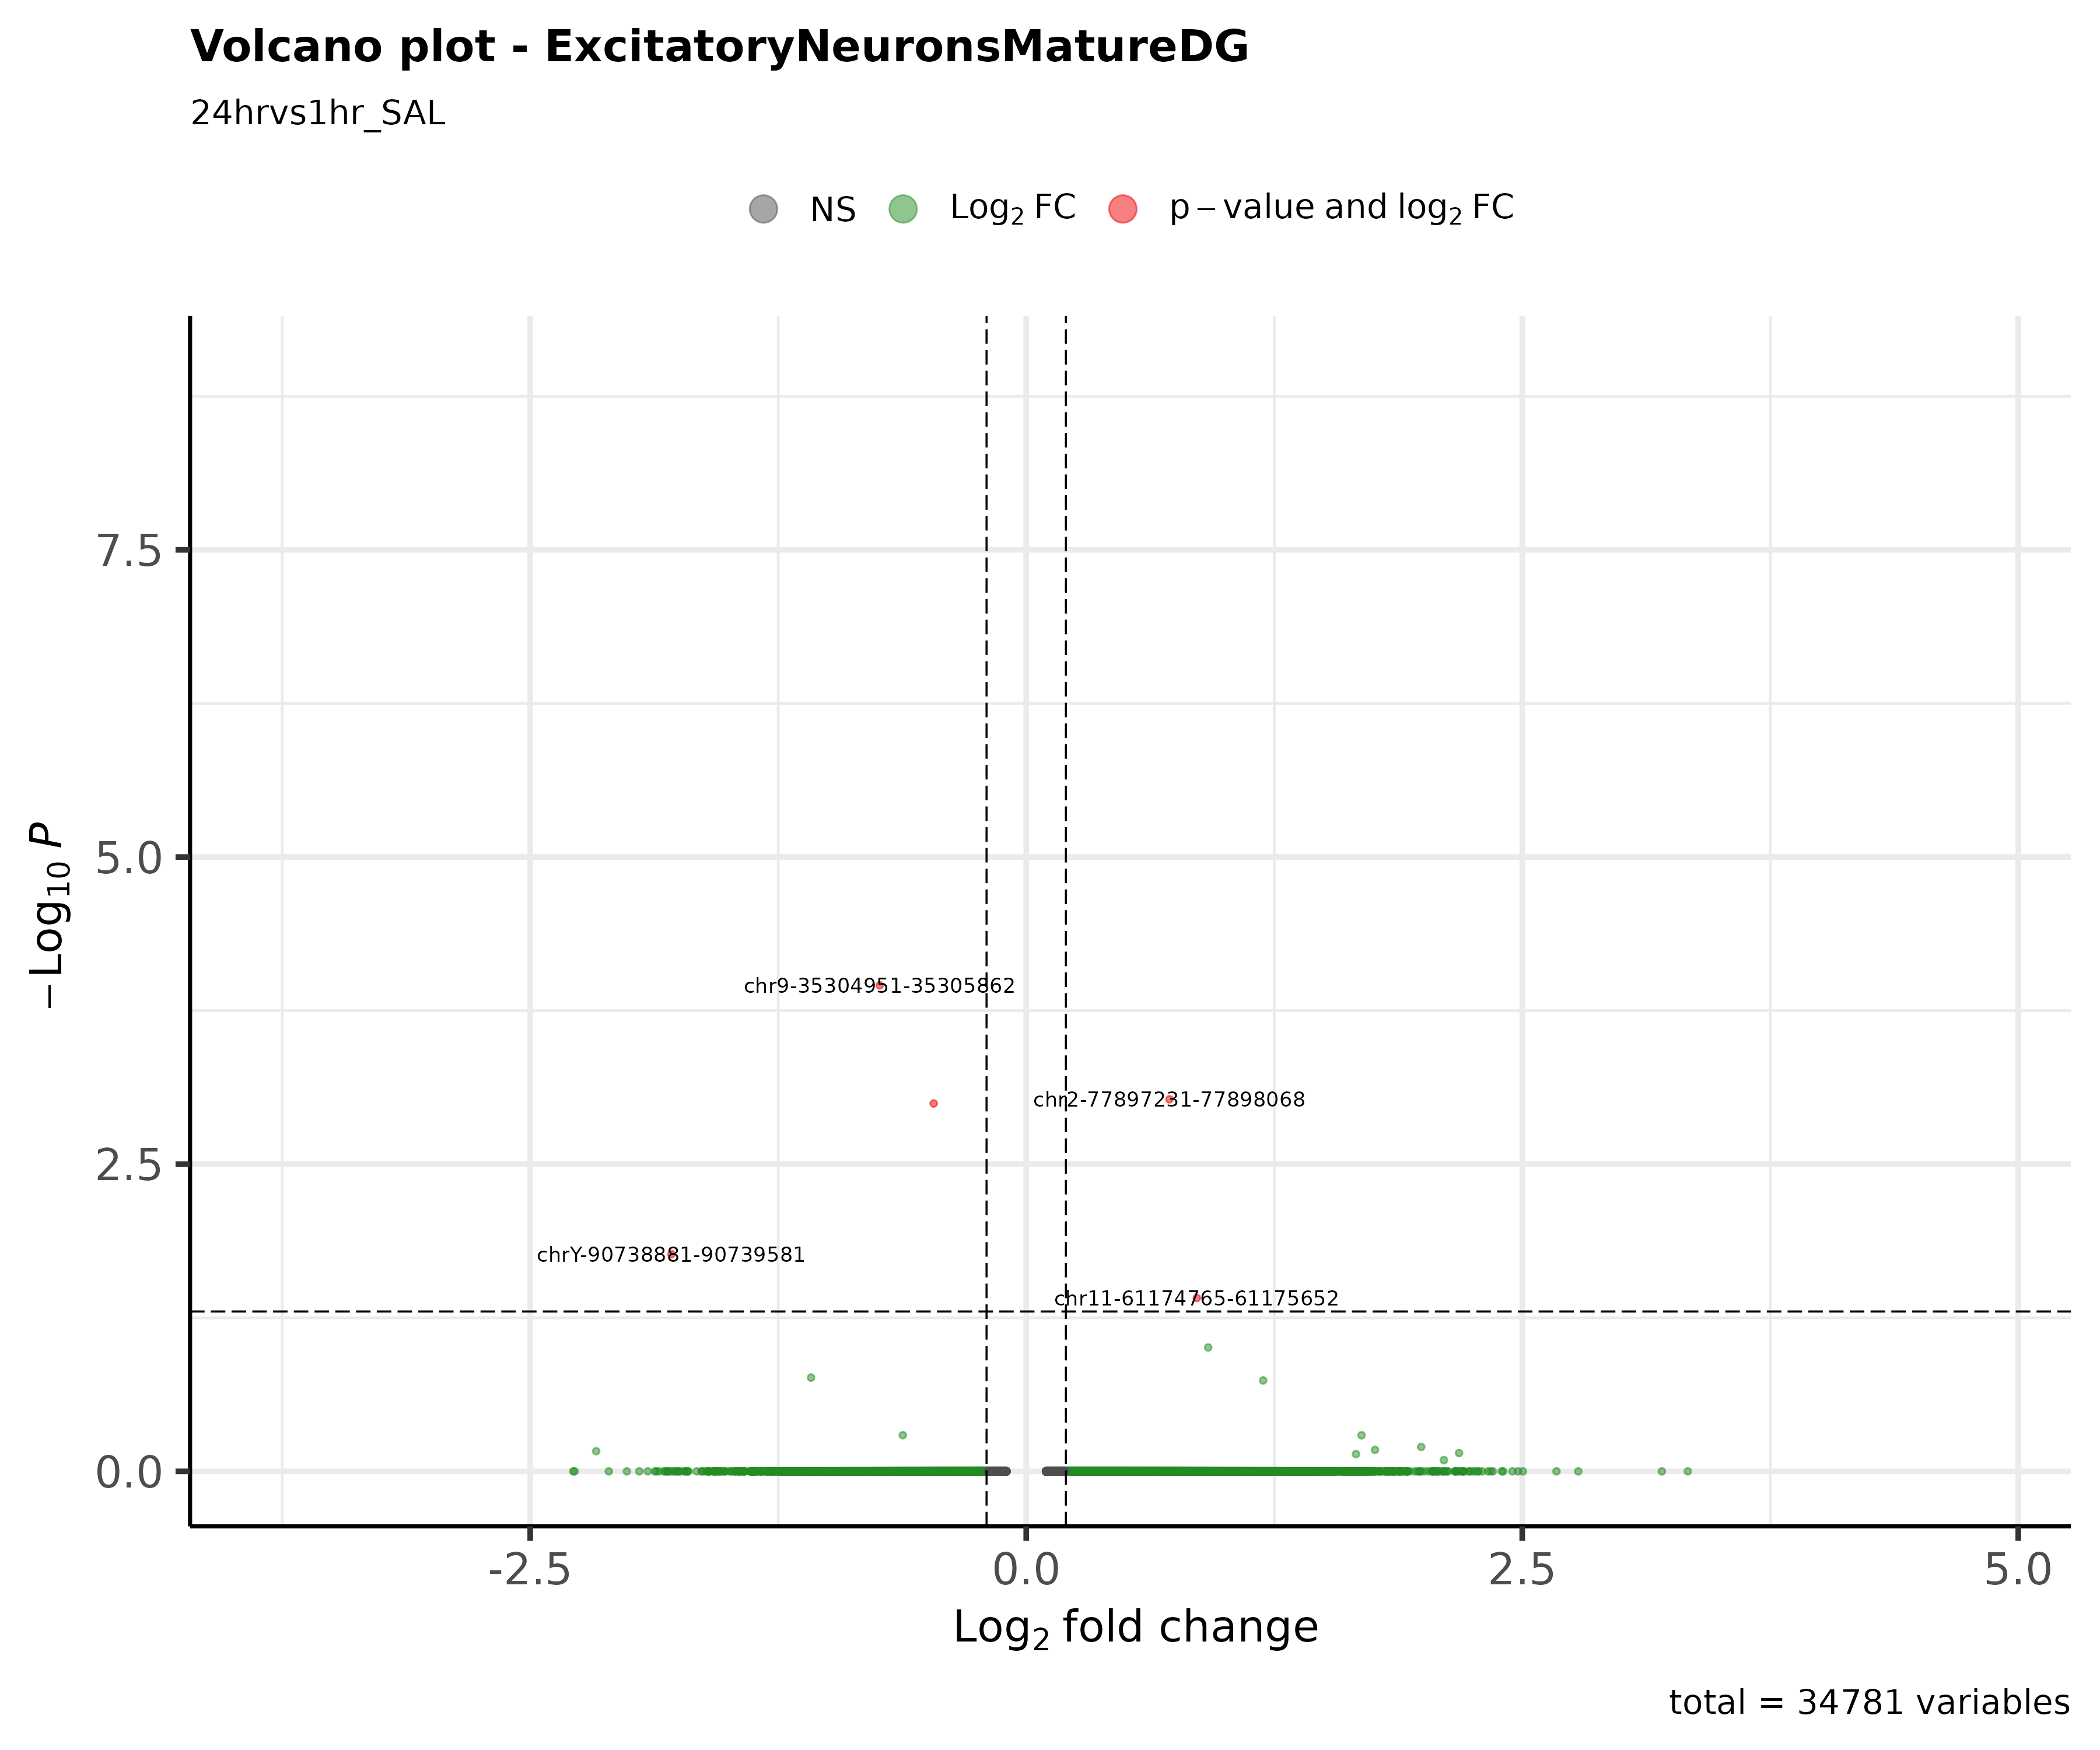 Volcano plot - ExcitatoryNeuronsMatureDG
24hrvs1hr_SAL
NS Log₂ FC p – value and log₂ FC
– Log₁₀ P
7.5
5.0
chr9-35304951-35305862
chr2-77897231-77898068
2.5
chrY-90738881-90739581
chr11-61174765-61175652
0.0
-2.5 0.0 2.5 5.0
Log₂ fold change
total = 34781 variables